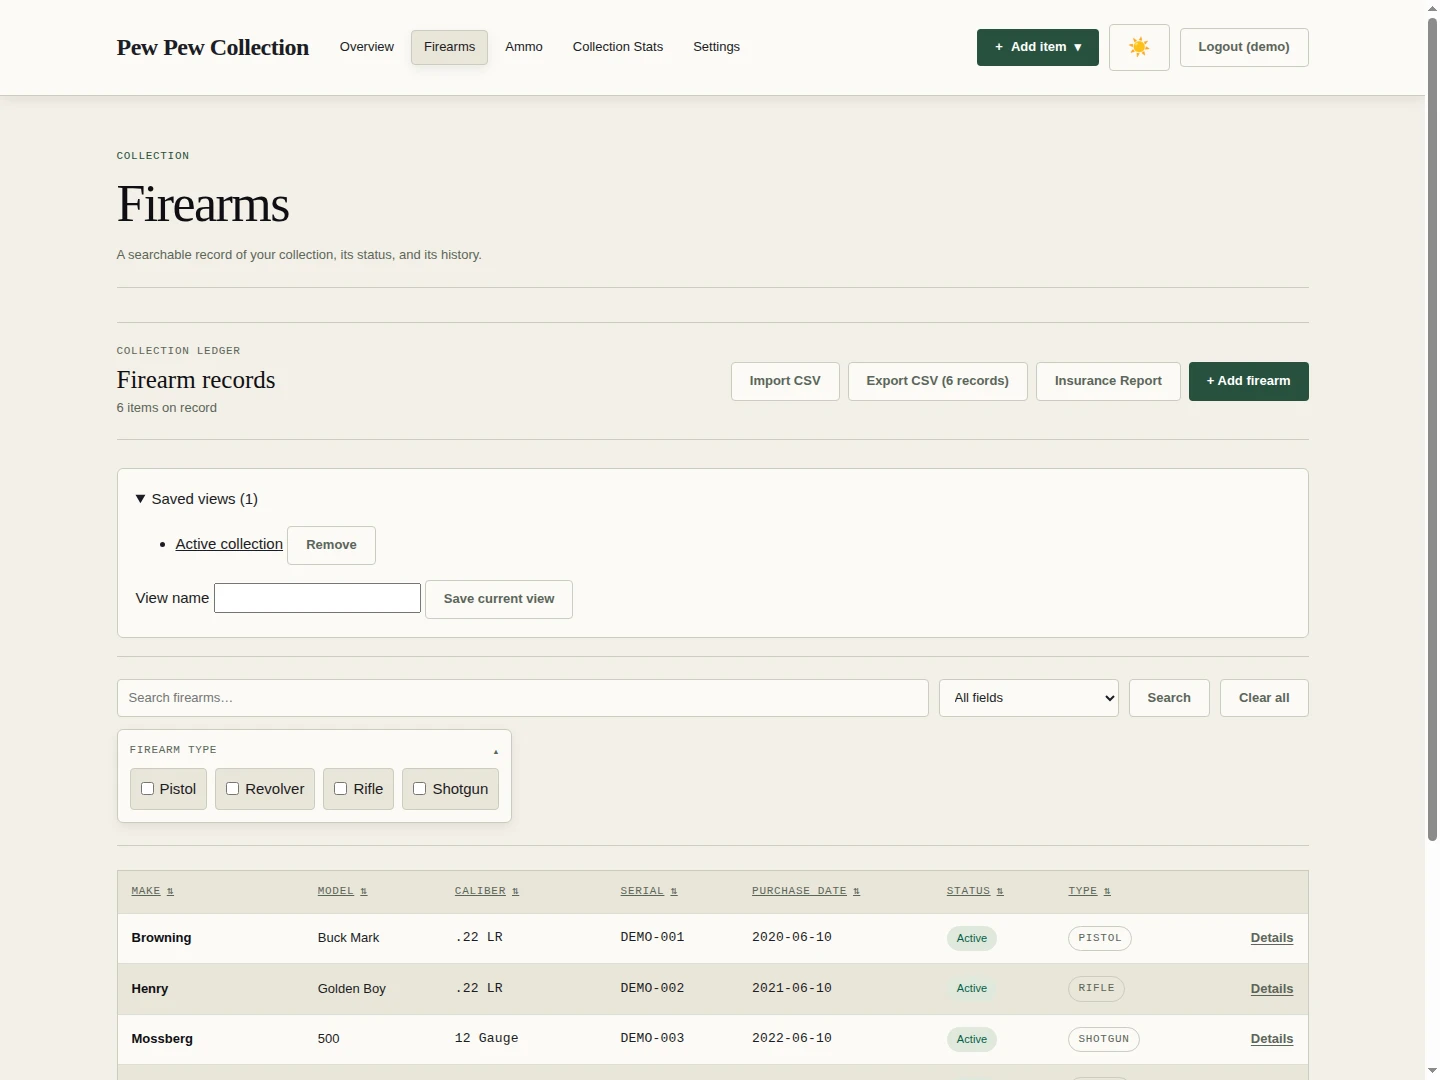 Pew Pew Collection Overview Firearms Ammo Collection Stats Settings + Add item ▼ ☀️ Logout (demo)
COLLECTION
Firearms
A searchable record of your collection, its status, and its history.
COLLECTION LEDGER
Firearm records
6 items on record
Import CSV Export CSV (6 records) Insurance Report + Add firearm
▼ Saved views (1)
• Active collection Remove
View name Save current view
Search firearms… All fields Search Clear all
FIREARM TYPE ▲
Pistol Revolver Rifle Shotgun
MAKE ⇅ MODEL ⇅ CALIBER ⇅ SERIAL ⇅ PURCHASE DATE ⇅ STATUS ⇅ TYPE ⇅
Browning Buck Mark .22 LR DEMO-001 2020-06-10 Active PISTOL Details
Henry Golden Boy .22 LR DEMO-002 2021-06-10 Active RIFLE Details
Mossberg 500 12 Gauge DEMO-003 2022-06-10 Active SHOTGUN Details